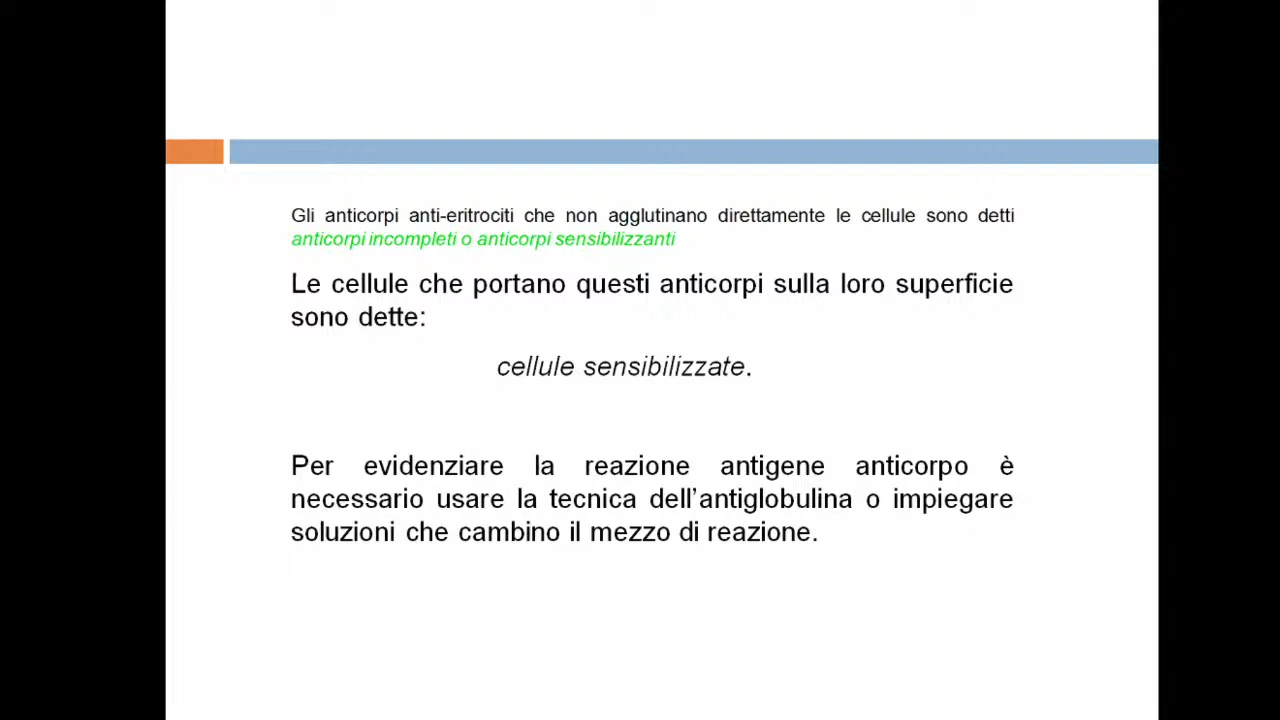 Gli anticorpi anti-eritrociti che non agglutinano direttamente le cellule sono detti
anticorpi incompleti o anticorpi sensibilizzanti
Le cellule che portano questi anticorpi sulla loro superficie
sono dette:
cellule sensibilizzate.
Per evidenziare la reazione antigene anticorpo è
necessario usare la tecnica dell’antiglobulina o impiegare
soluzioni che cambino il mezzo di reazione.